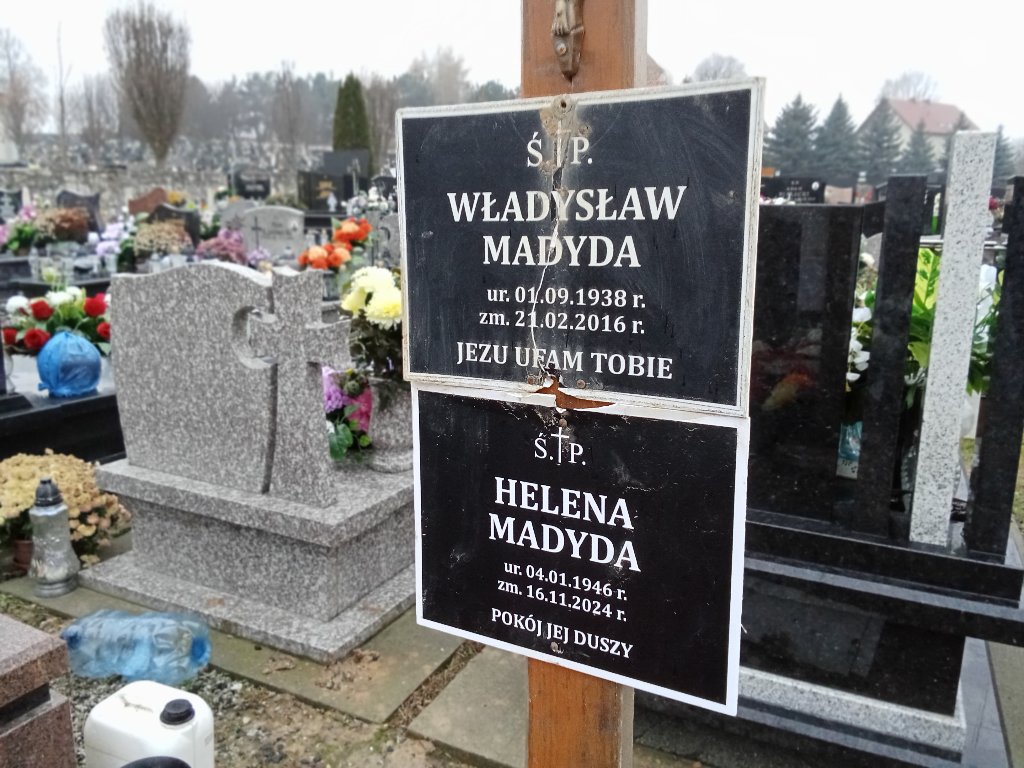 Ś.†P.
WŁADYSŁAW
MADYDA
ur. 01.09.1938 r.
zm. 21.02.2016 r.
JEZU UFAM TOBIE
Ś.†P.
HELENA
MADYDA
ur. 04.01.1946 r.
zm. 16.11.2024 r.
POKÓJ JEJ DUSZY